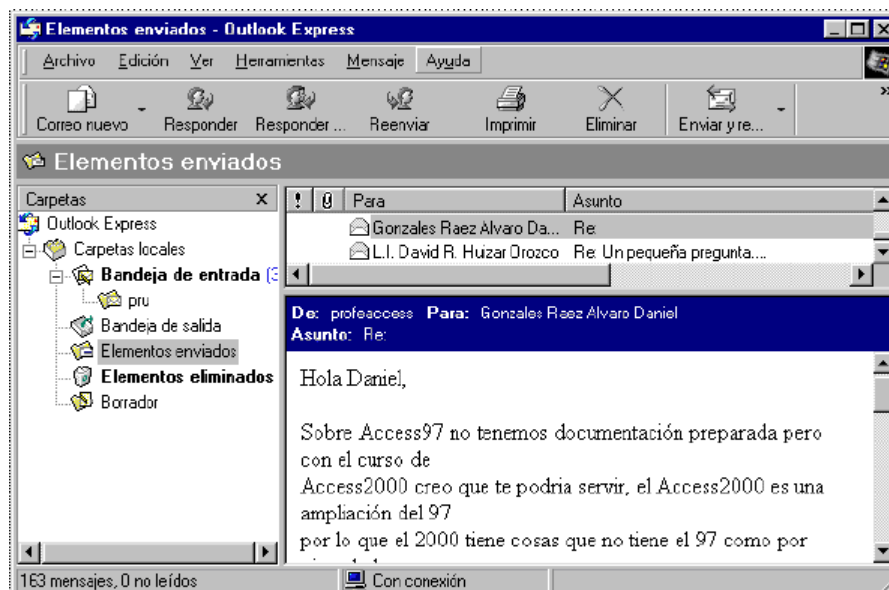 Elementos enviados - Outlook Express
Archivo Edición Ver Herramientas Mensaje Ayuda
Correo nuevo Responder Responder ... Reenviar Imprimir Eliminar Enviar y re... »
Elementos enviados
Carpetas x
Outlook Express
Carpetas locales
Bandeja de entrada (3
pru
Bandeja de salida
Elementos enviados
Elementos eliminados
Borrador
! Para Asunto
Gonzales Raez Alvaro Da... Re:
L.I. David R. Huizar Orozco Re: Un pequeña pregunta....
De: profeaccess Para: Gonzales Raez Alvaro Daniel
Asunto: Re:
Hola Daniel,
Sobre Access97 no tenemos documentación preparada pero
con el curso de
Access2000 creo que te podria servir, el Access2000 es una
ampliación del 97
por lo que el 2000 tiene cosas que no tiene el 97 como por
163 mensajes, 0 no leídos Con conexión